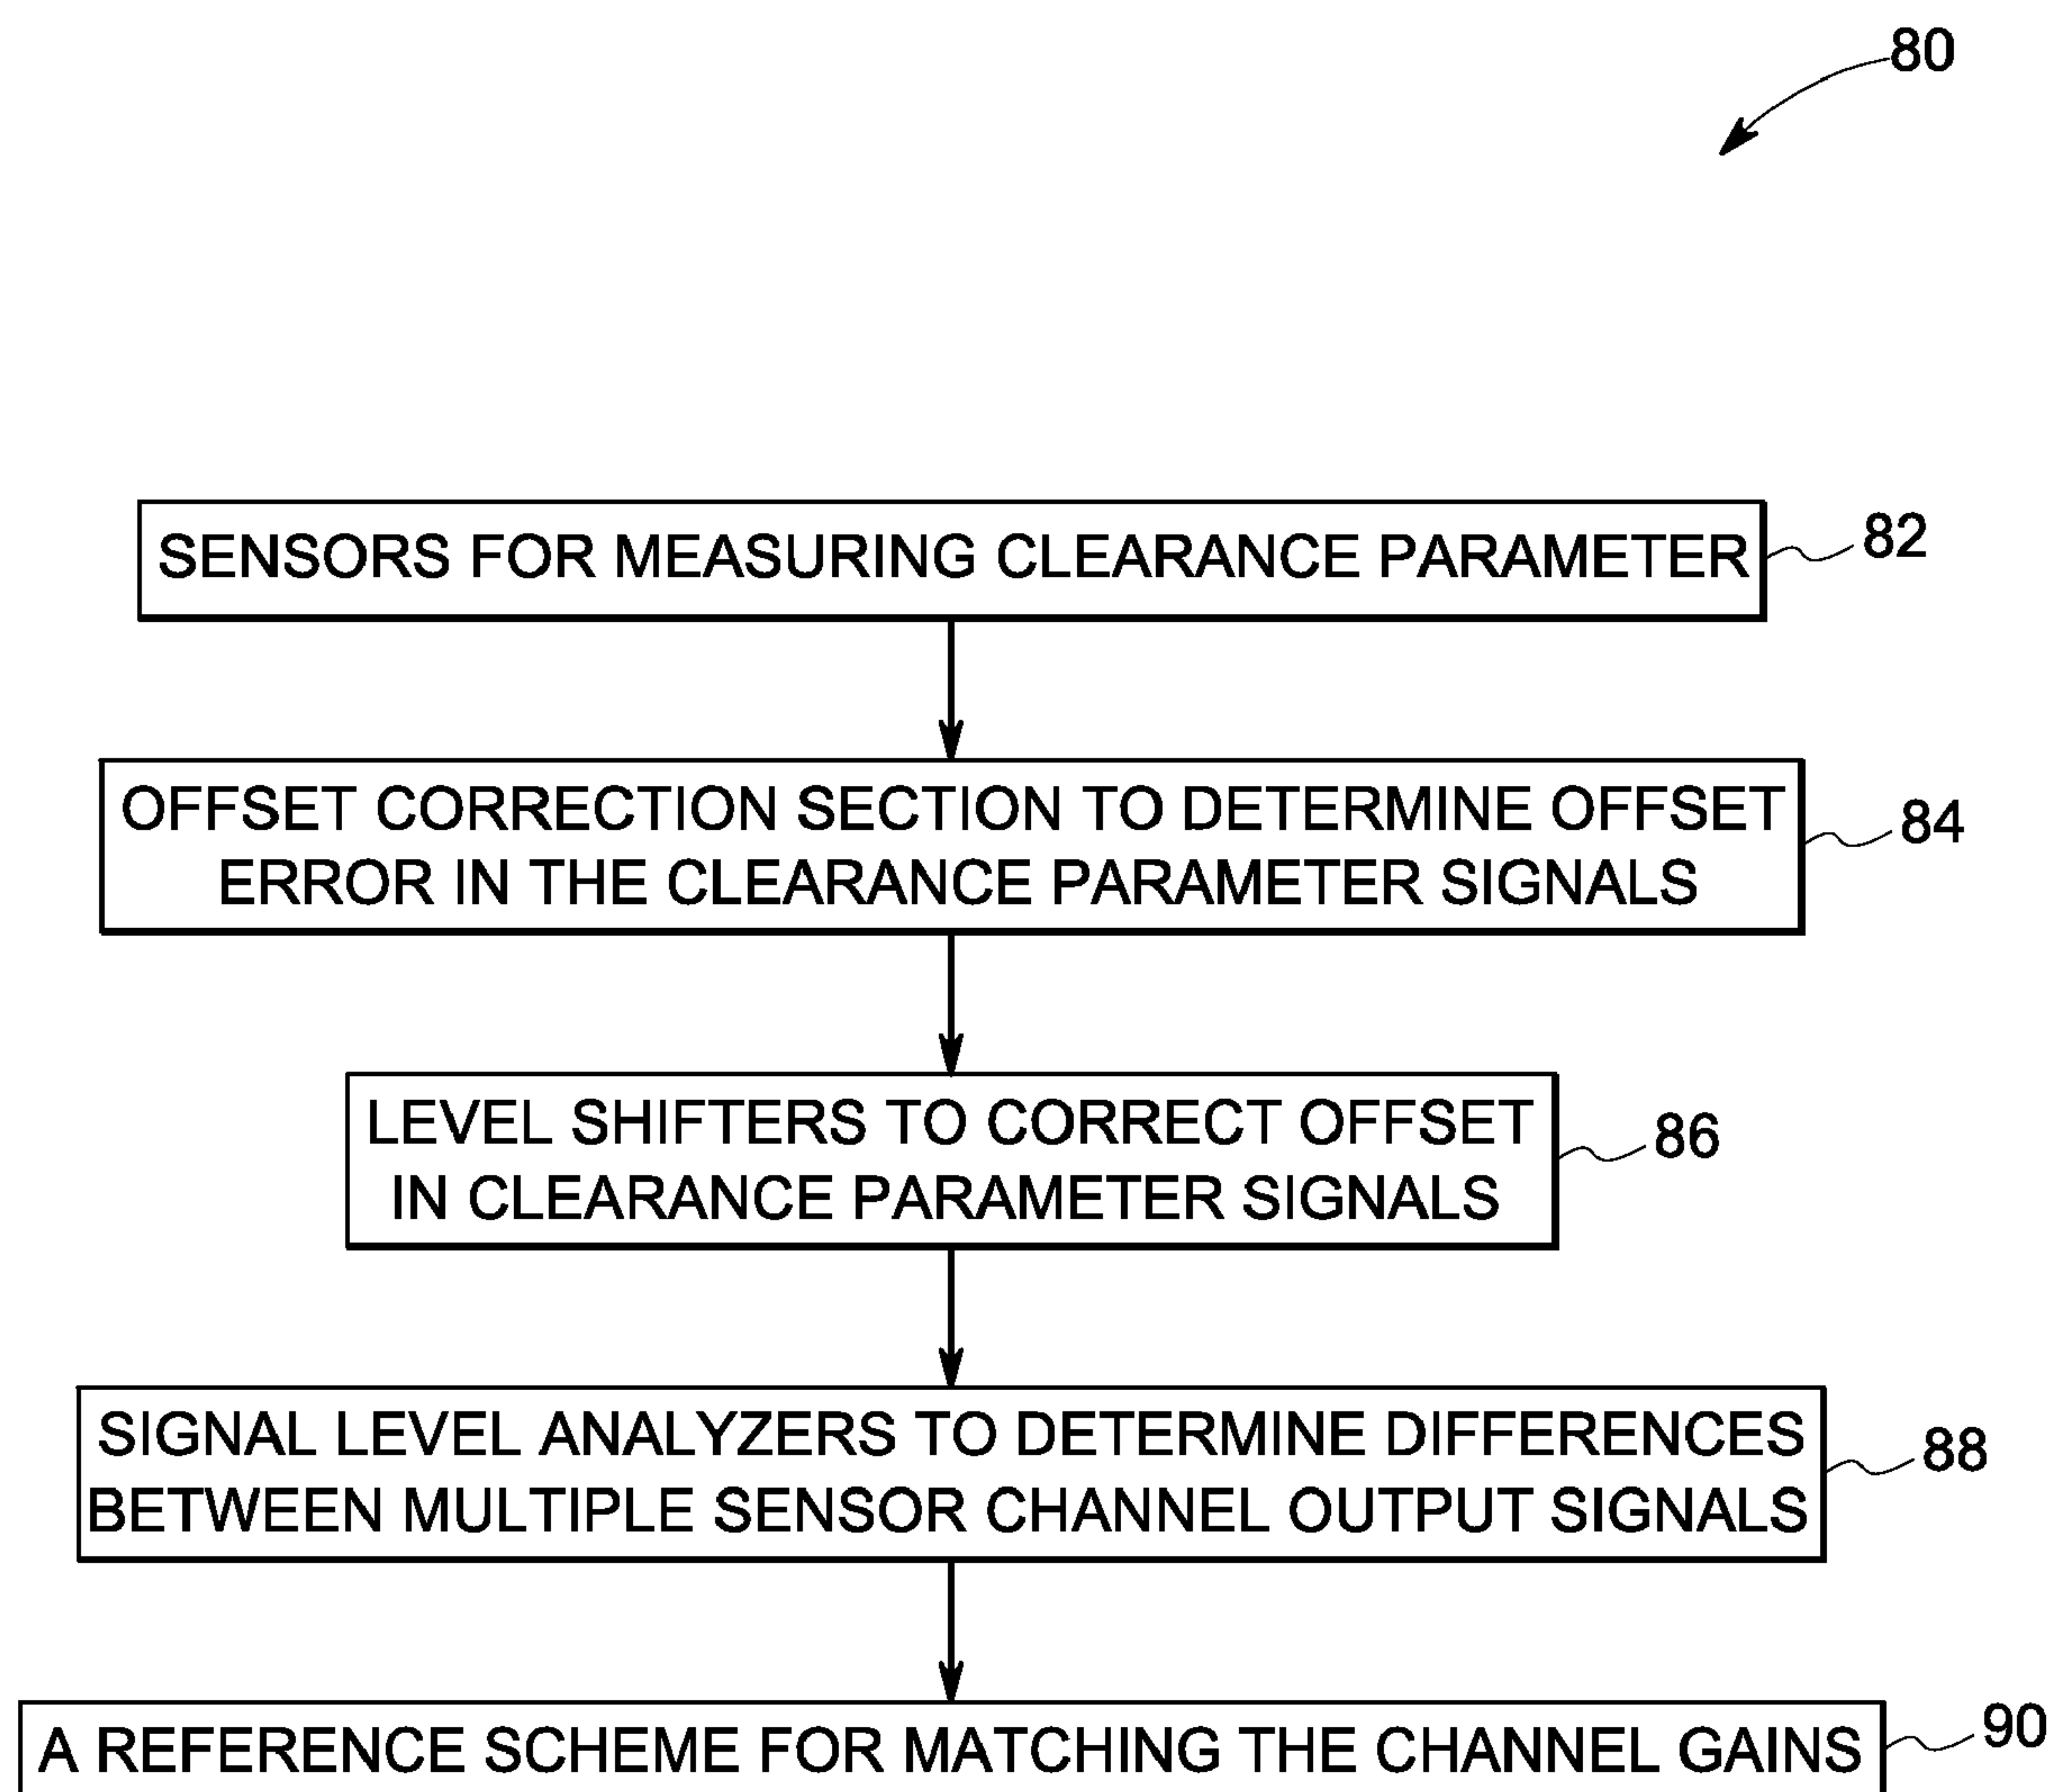 80
SENSORS FOR MEASURING CLEARANCE PARAMETER
82
OFFSET CORRECTION SECTION TO DETERMINE OFFSET
ERROR IN THE CLEARANCE PARAMETER SIGNALS
84
LEVEL SHIFTERS TO CORRECT OFFSET
IN CLEARANCE PARAMETER SIGNALS
86
SIGNAL LEVEL ANALYZERS TO DETERMINE DIFFERENCES
BETWEEN MULTIPLE SENSOR CHANNEL OUTPUT SIGNALS
88
A REFERENCE SCHEME FOR MATCHING THE CHANNEL GAINS
90